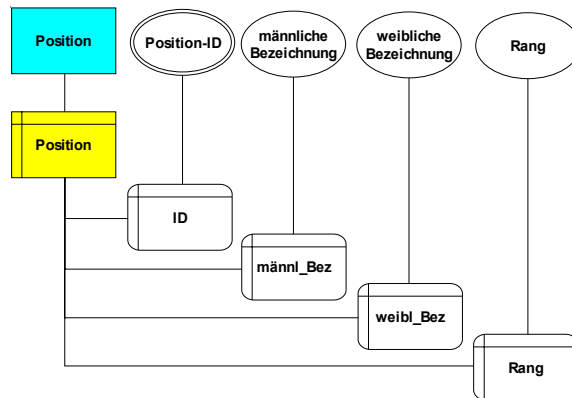 Position
Position-ID
männliche
Bezeichnung
weibliche
Bezeichnung
Rang
Position
ID
männl_Bez
weibl_Bez
Rang